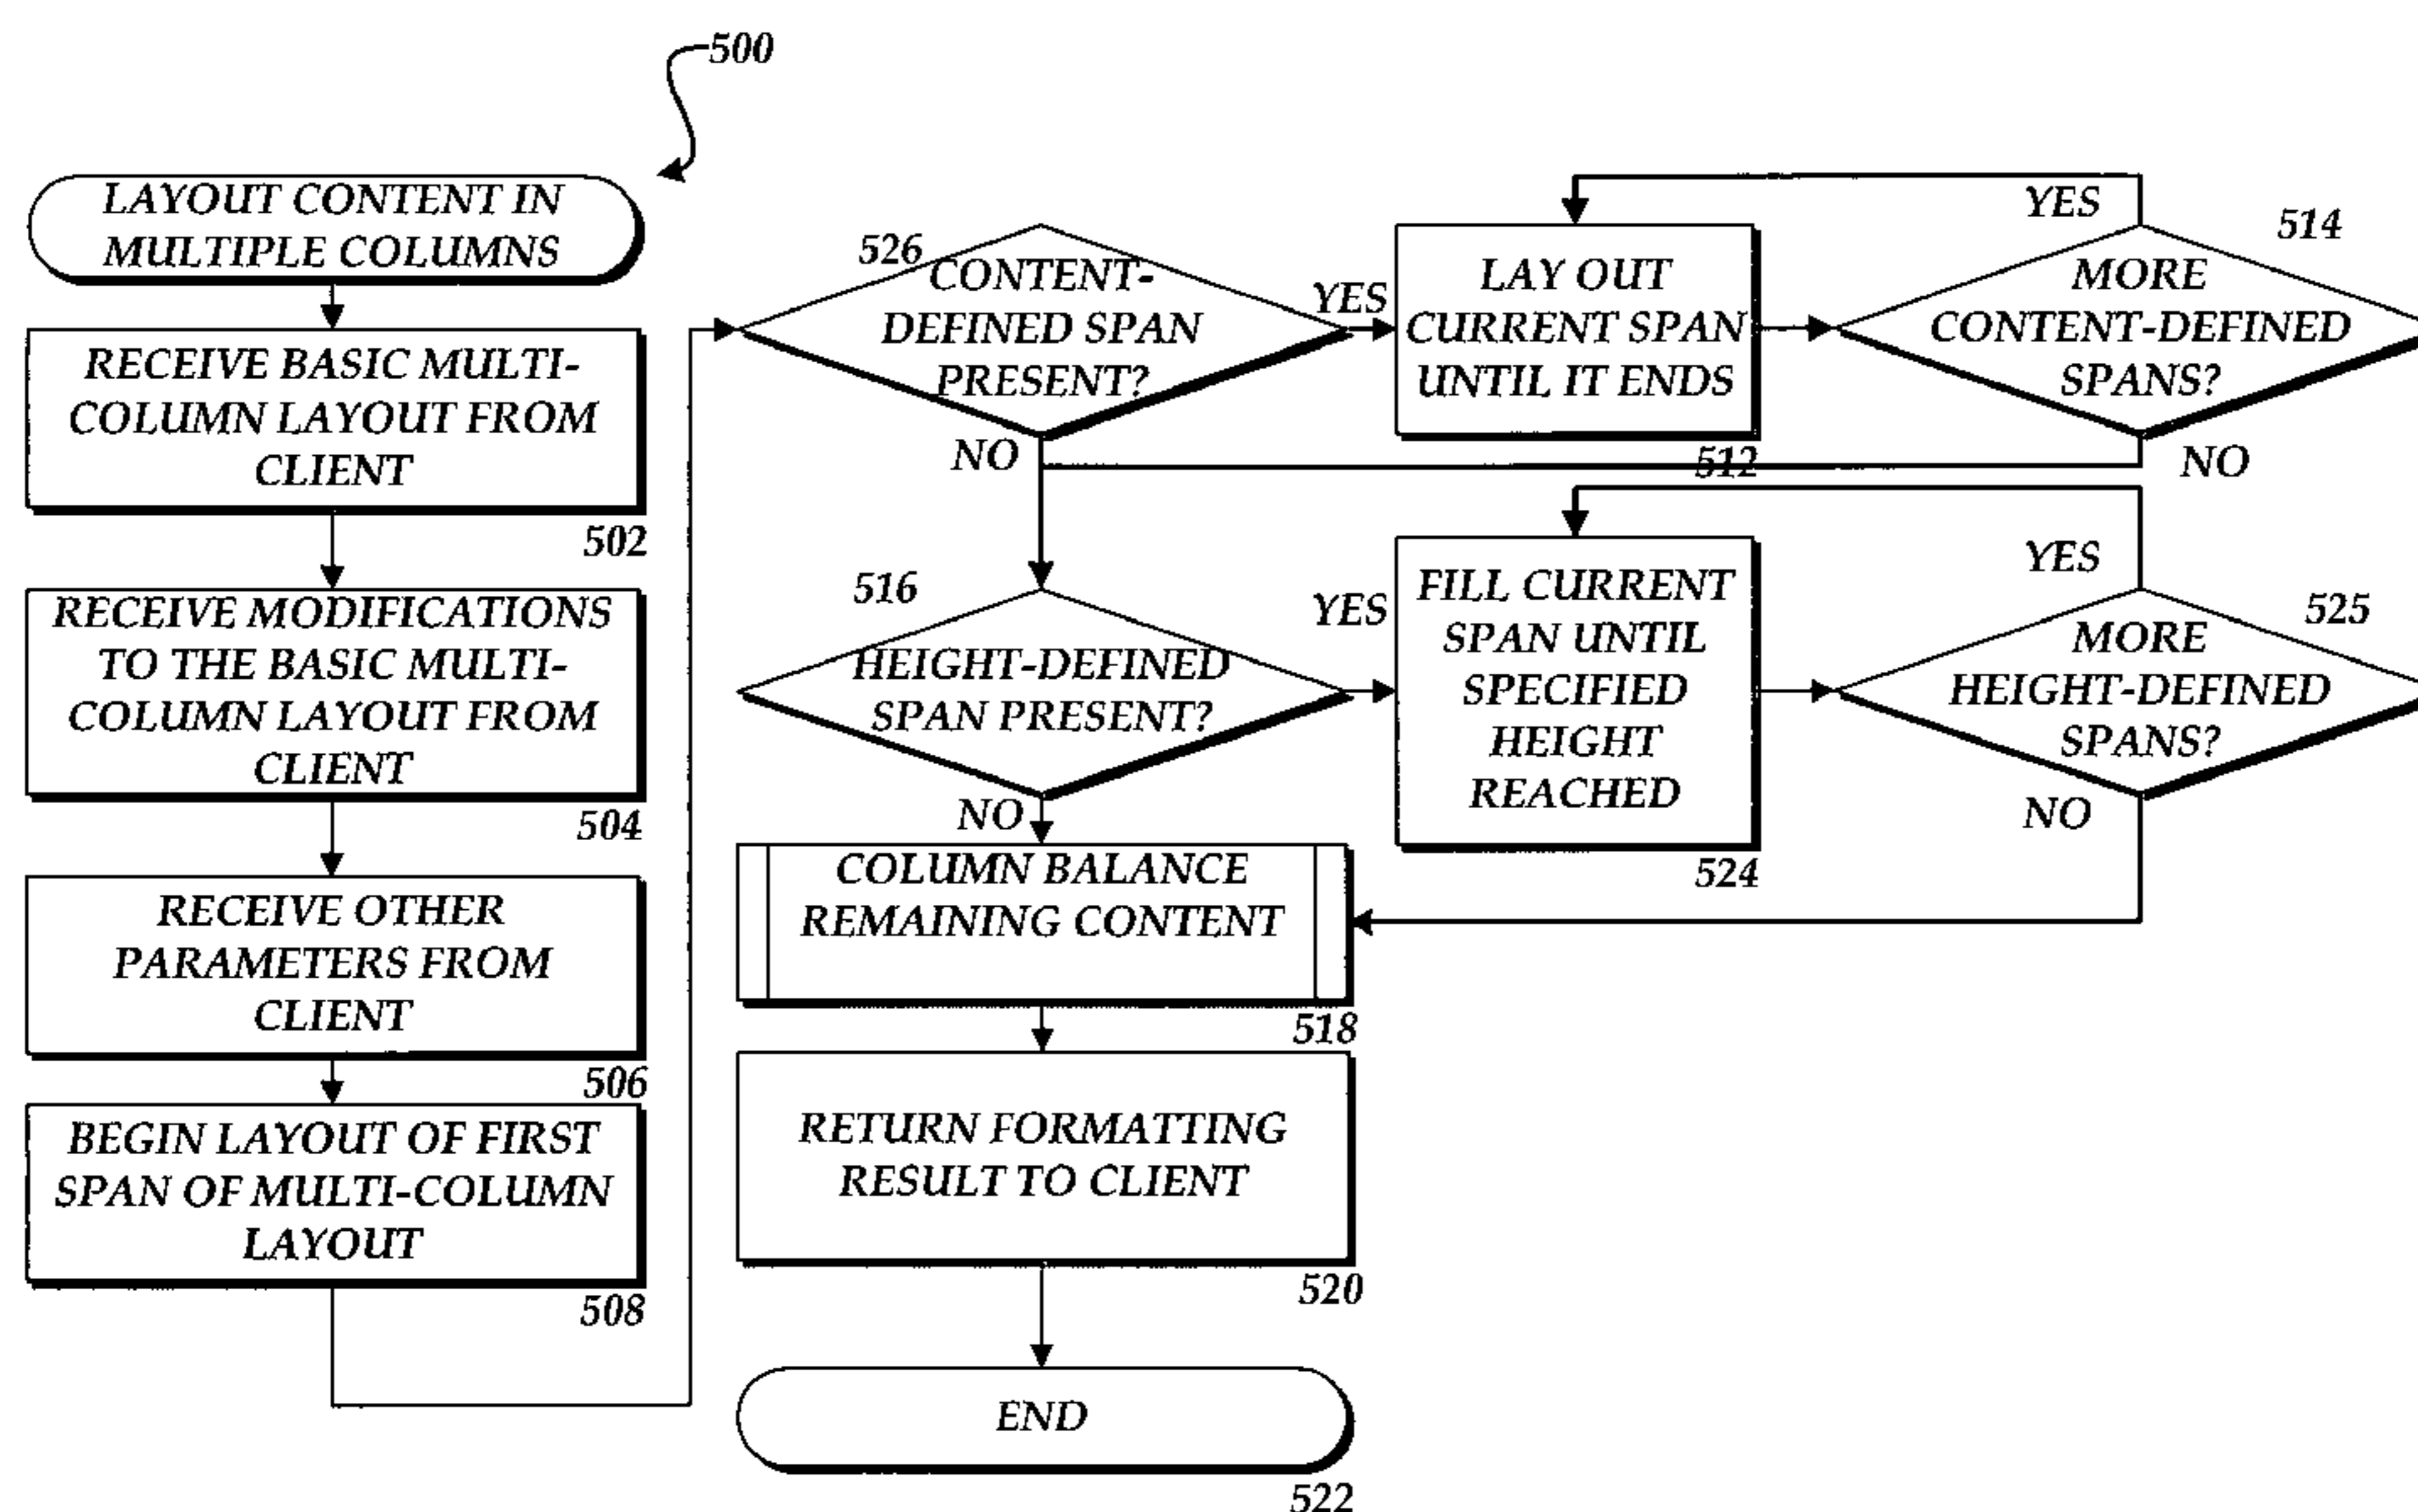 500
LAYOUT CONTENT IN
MULTIPLE COLUMNS
RECEIVE BASIC MULTI-
COLUMN LAYOUT FROM
CLIENT
502
RECEIVE MODIFICATIONS
TO THE BASIC MULTI-
COLUMN LAYOUT FROM
CLIENT
504
RECEIVE OTHER
PARAMETERS FROM
CLIENT
506
BEGIN LAYOUT OF FIRST
SPAN OF MULTI-COLUMN
LAYOUT
508
526
CONTENT-
DEFINED SPAN
PRESENT?
YES
NO
LAY OUT
CURRENT SPAN
UNTIL IT ENDS
512
YES
514
MORE
CONTENT-DEFINED
SPANS?
NO
516
HEIGHT-DEFINED
SPAN PRESENT?
YES
NO
FILL CURRENT
SPAN UNTIL
SPECIFIED
HEIGHT
REACHED
524
YES
525
MORE
HEIGHT-DEFINED
SPANS?
NO
COLUMN BALANCE
REMAINING CONTENT
518
RETURN FORMATTING
RESULT TO CLIENT
520
END
522